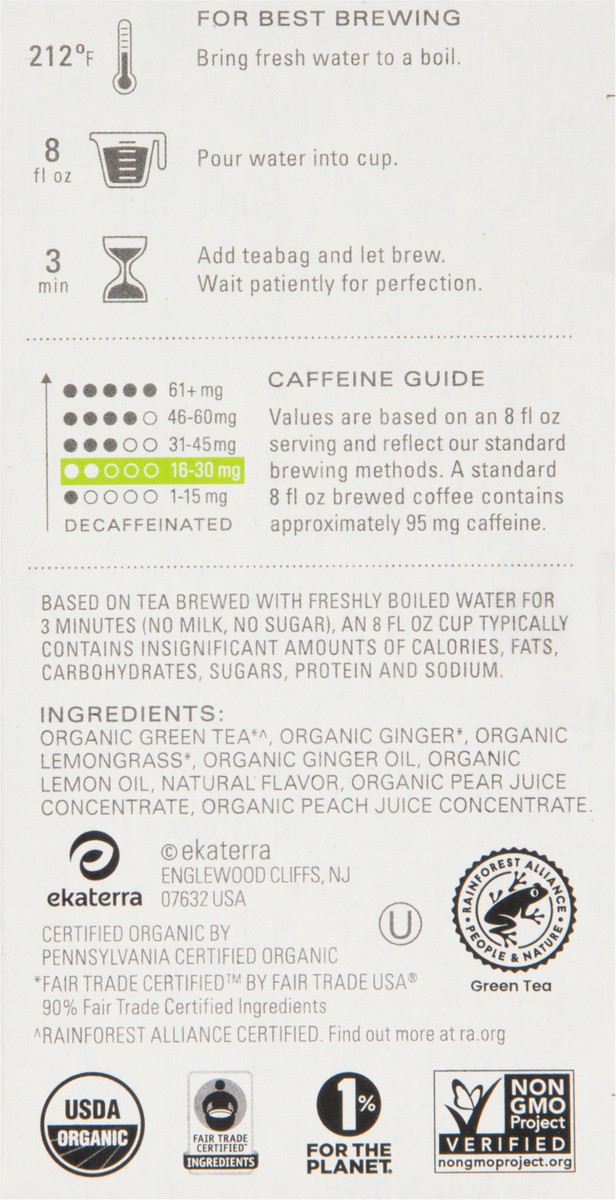 FOR BEST BREWING
212°F
Bring fresh water to a boil.
8
fl oz
Pour water into cup.
3
min
Add teabag and let brew.
Wait patiently for perfection.
61+ mg
46-60mg
31-45mg
16-30 mg
1-15 mg
DECAFFEINATED
CAFFEINE GUIDE
Values are based on an 8 fl oz
serving and reflect our standard
brewing methods. A standard
8 fl oz brewed coffee contains
approximately 95 mg caffeine.
BASED ON TEA BREWED WITH FRESHLY BOILED WATER FOR
3 MINUTES (NO MILK, NO SUGAR), AN 8 FL OZ CUP TYPICALLY
CONTAINS INSIGNIFICANT AMOUNTS OF CALORIES, FATS,
CARBOHYDRATES, SUGARS, PROTEIN AND SODIUM.
INGREDIENTS:
ORGANIC GREEN TEA*^, ORGANIC GINGER*, ORGANIC
LEMONGRASS*, ORGANIC GINGER OIL, ORGANIC
LEMON OIL, NATURAL FLAVOR, ORGANIC PEAR JUICE
CONCENTRATE, ORGANIC PEACH JUICE CONCENTRATE.
ekaterra
©ekaterra
ENGLEWOOD CLIFFS, NJ
07632 USA
U
RAINFOREST ALLIANCE
PEOPLE & NATURE
Green Tea
CERTIFIED ORGANIC BY
PENNSYLVANIA CERTIFIED ORGANIC
*FAIR TRADE CERTIFIED™ BY FAIR TRADE USA®
90% Fair Trade Certified Ingredients
^RAINFOREST ALLIANCE CERTIFIED. Find out more at ra.org
USDA
ORGANIC
FAIR TRADE
CERTIFIED™
INGREDIENTS
1%
FOR THE
PLANET.
NON
GMO
Project
VERIFIED
nongmoproject.org